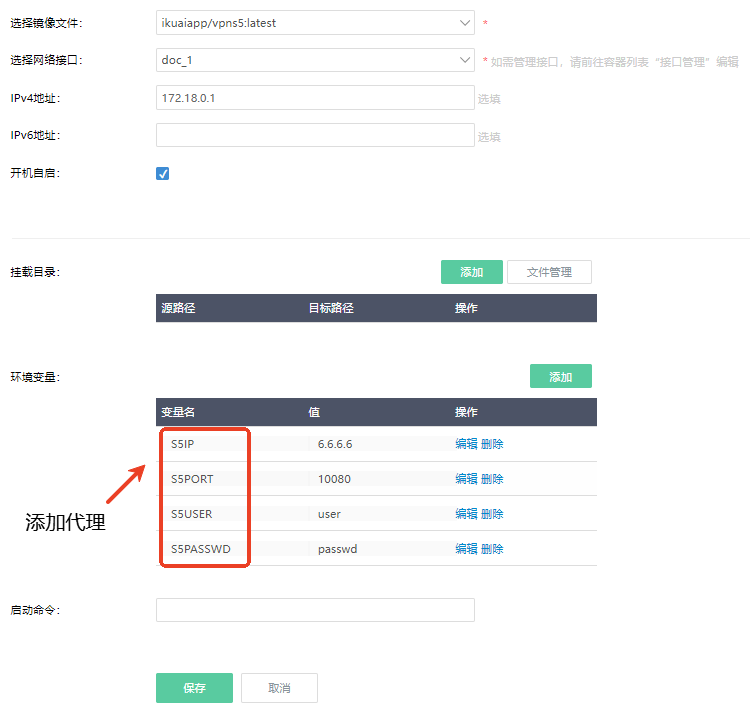 选择镜像文件： ikuaiapp/vpns5:latest *
选择网络接口： doc_1 * 如需管理接口，请前往容器列表“接口管理”编辑
IPv4地址： 172.18.0.1 选填
IPv6地址： 选填
开机自启：
挂载目录： 添加 文件管理
源路径 目标路径 操作
环境变量： 添加
变量名 值 操作
S5IP 6.6.6.6 编辑 删除
S5PORT 10080 编辑 删除
S5USER user 编辑 删除
添加代理
S5PASSWD passwd 编辑 删除
启动命令：
保存 取消